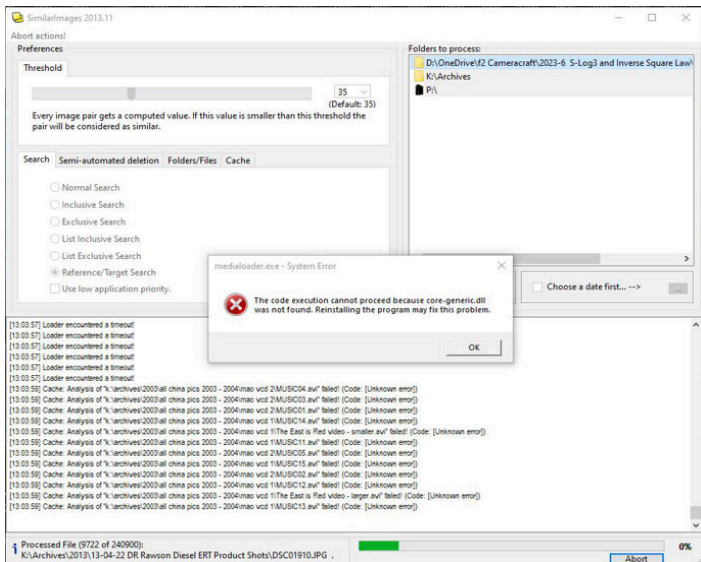 SimilarImages 2013.11
Abort actions!
Preferences
Threshold
35
(Default: 35)
Every image pair gets a computed value. If this value is smaller than this threshold the
pair will be considered as similar.
Search Semi-automated deletion Folders/Files Cache
Normal Search
Inclusive Search
Exclusive Search
List Inclusive Search
List Exclusive Search
Reference/Target Search
Use low application priority.
Folders to process:
D:\OneDrive\f2 Cameracraft\2023-6 S-Log3 and Inverse Square Law\
K:\Archives
P:\
Choose a date first... -->
...
medialoader.exe - System Error
The code execution cannot proceed because core-generic.dll
was not found. Reinstalling the program may fix this problem.
OK
[13:03:57] Loader encountered a timeout!
[13:03:57] Loader encountered a timeout!
[13:03:57] Loader encountered a timeout!
[13:03:57] Loader encountered a timeout!
[13:03:57] Loader encountered a timeout!
[13:03:57] Loader encountered a timeout!
[13:03:59] Cache: Analysis of "k:\archives\2003\all china pics 2003 - 2004\mao vcd 2\MUSIC04.avi" failed! (Code: [Unknown error])
[13:03:59] Cache: Analysis of "k:\archives\2003\all china pics 2003 - 2004\mao vcd 2\MUSIC03.avi" failed! (Code: [Unknown error])
[13:03:59] Cache: Analysis of "k:\archives\2003\all china pics 2003 - 2004\mao vcd 2\MUSIC01.avi" failed! (Code: [Unknown error])
[13:03:59] Cache: Analysis of "k:\archives\2003\all china pics 2003 - 2004\mao vcd 1\MUSIC14.avi" failed! (Code: [Unknown error])
[13:03:59] Cache: Analysis of "k:\archives\2003\all china pics 2003 - 2004\mao vcd 1\The East is Red video - smaller.avi" failed! (Code: [Unknown error])
[13:03:59] Cache: Analysis of "k:\archives\2003\all china pics 2003 - 2004\mao vcd 1\MUSIC11.avi" failed! (Code: [Unknown error])
[13:03:59] Cache: Analysis of "k:\archives\2003\all china pics 2003 - 2004\mao vcd 2\MUSIC05.avi" failed! (Code: [Unknown error])
[13:03:59] Cache: Analysis of "k:\archives\2003\all china pics 2003 - 2004\mao vcd 1\MUSIC15.avi" failed! (Code: [Unknown error])
[13:03:59] Cache: Analysis of "k:\archives\2003\all china pics 2003 - 2004\mao vcd 2\MUSIC02.avi" failed! (Code: [Unknown error])
[13:03:59] Cache: Analysis of "k:\archives\2003\all china pics 2003 - 2004\mao vcd 1\MUSIC12.avi" failed! (Code: [Unknown error])
[13:03:59] Cache: Analysis of "k:\archives\2003\all china pics 2003 - 2004\mao vcd 1\The East is Red video - larger.avi" failed! (Code: [Unknown error])
[13:03:59] Cache: Analysis of "k:\archives\2003\all china pics 2003 - 2004\mao vcd 1\MUSIC13.avi" failed! (Code: [Unknown error])
Processed File (9722 of 240900):
K:\Archives\2013\13-04-22 DR Rawson Diesel ERT Product Shots\DSC01910.JPG .
0%
Abort